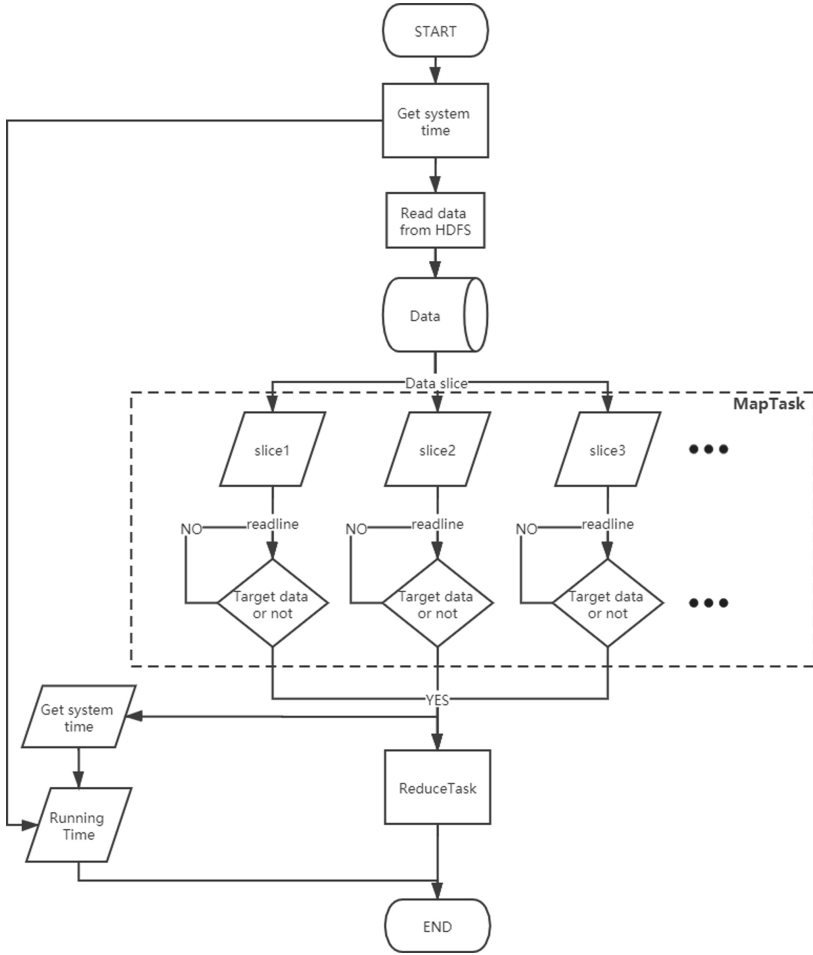 START
Get system
time
Read data
from HDFS
Data
Data slice
MapTask
slice1
slice2
slice3
NO
readline
NO
readline
NO
readline
Target data
or not
Target data
or not
Target data
or not
YES
Get system
time
ReduceTask
Running
Time
END